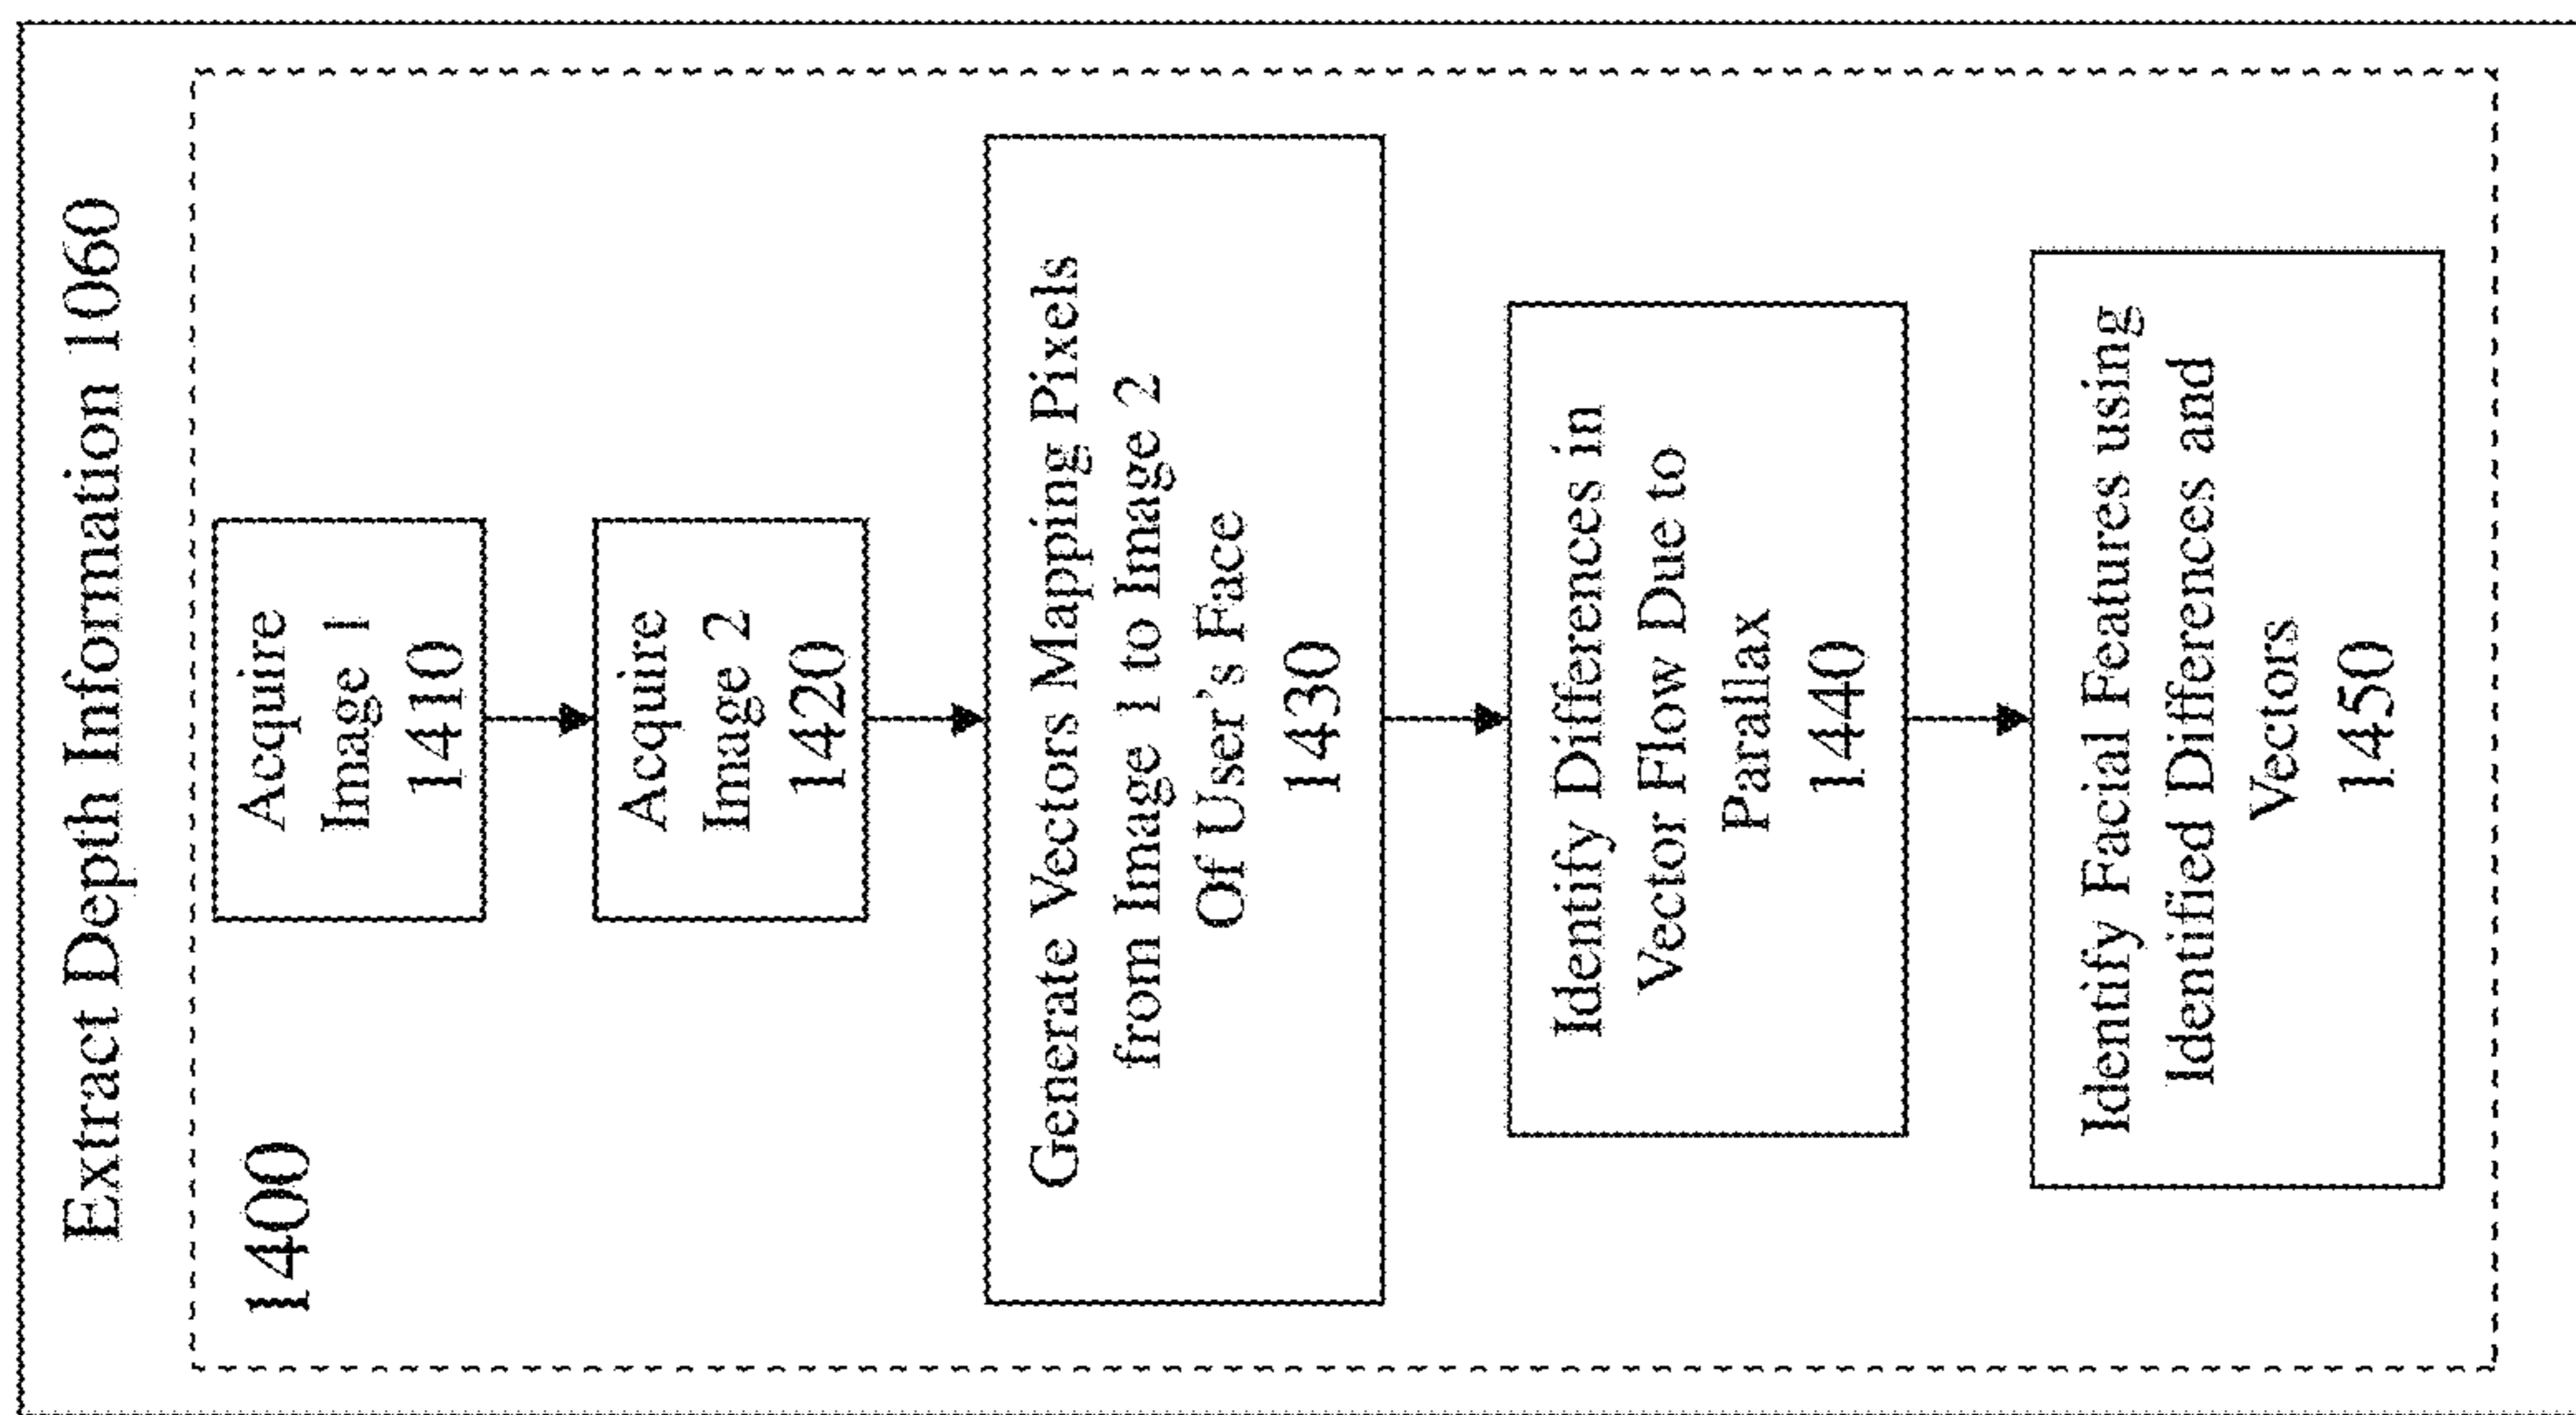 Extract Depth Information 1060
1400
Acquire
Image 1
1410
Acquire
Image 2
1420
Generate Vectors Mapping Pixels
from Image 1 to Image 2
Of User's Face
1430
Identify Differences in
Vector Flow Due to
Parallax
1440
Identify Facial Features using
Identified Differences and
Vectors
1450